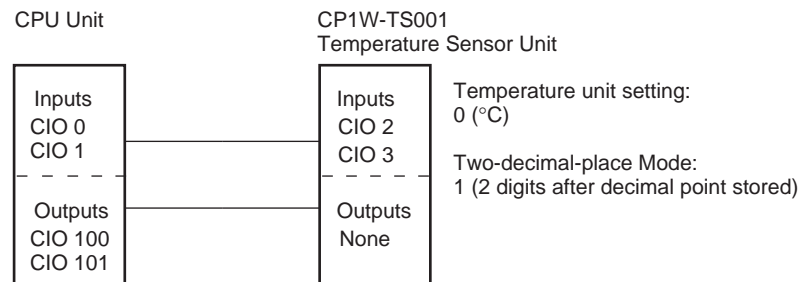 CPU Unit
CP1W-TS001
Temperature Sensor Unit
Inputs
CIO 0
CIO 1
Outputs
CIO 100
CIO 101
Inputs
CIO 2
CIO 3
Outputs
None
Temperature unit setting:
0 (°C)
Two-decimal-place Mode:
1 (2 digits after decimal point stored)